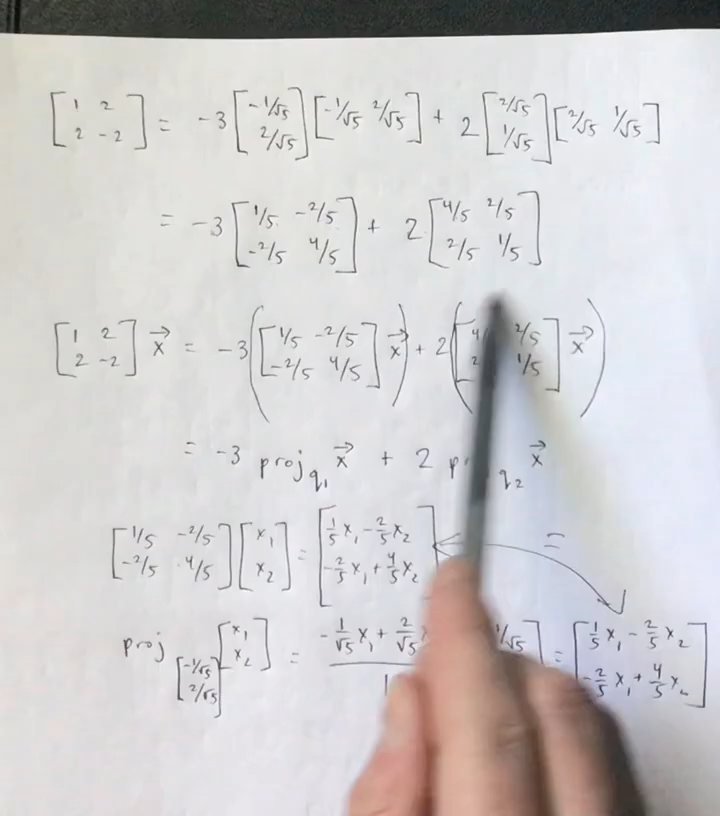 [1 2; 2 -2] = -3 [-1/√5; 2/√5] [-1/√5 2/√5] + 2 [2/√5; 1/√5] [2/√5 1/√5]
= -3 [1/5 -2/5; -2/5 4/5] + 2 [4/5 2/5; 2/5 1/5]
[1 2; 2 -2] x⃗ = -3 ([1/5 -2/5; -2/5 4/5] x⃗) + 2 ([4/ 2/5; 2 1/5] x⃗)
= -3 proj q₁ x⃗ + 2 p q₂ x⃗
[1/5 -2/5; -2/5 4/5] [x₁; x₂] = [1/5 x₁ - 2/5 x₂; -2/5 x₁ + 4/5 x₂] =
proj [-1/√5; 2/√5] [x₁; x₂] = -1/√5 x₁ + 2/√5 1/√5] = [1/5 x₁ - 2/5 x₂; -2/5 x₁ + 4/5 x₂]